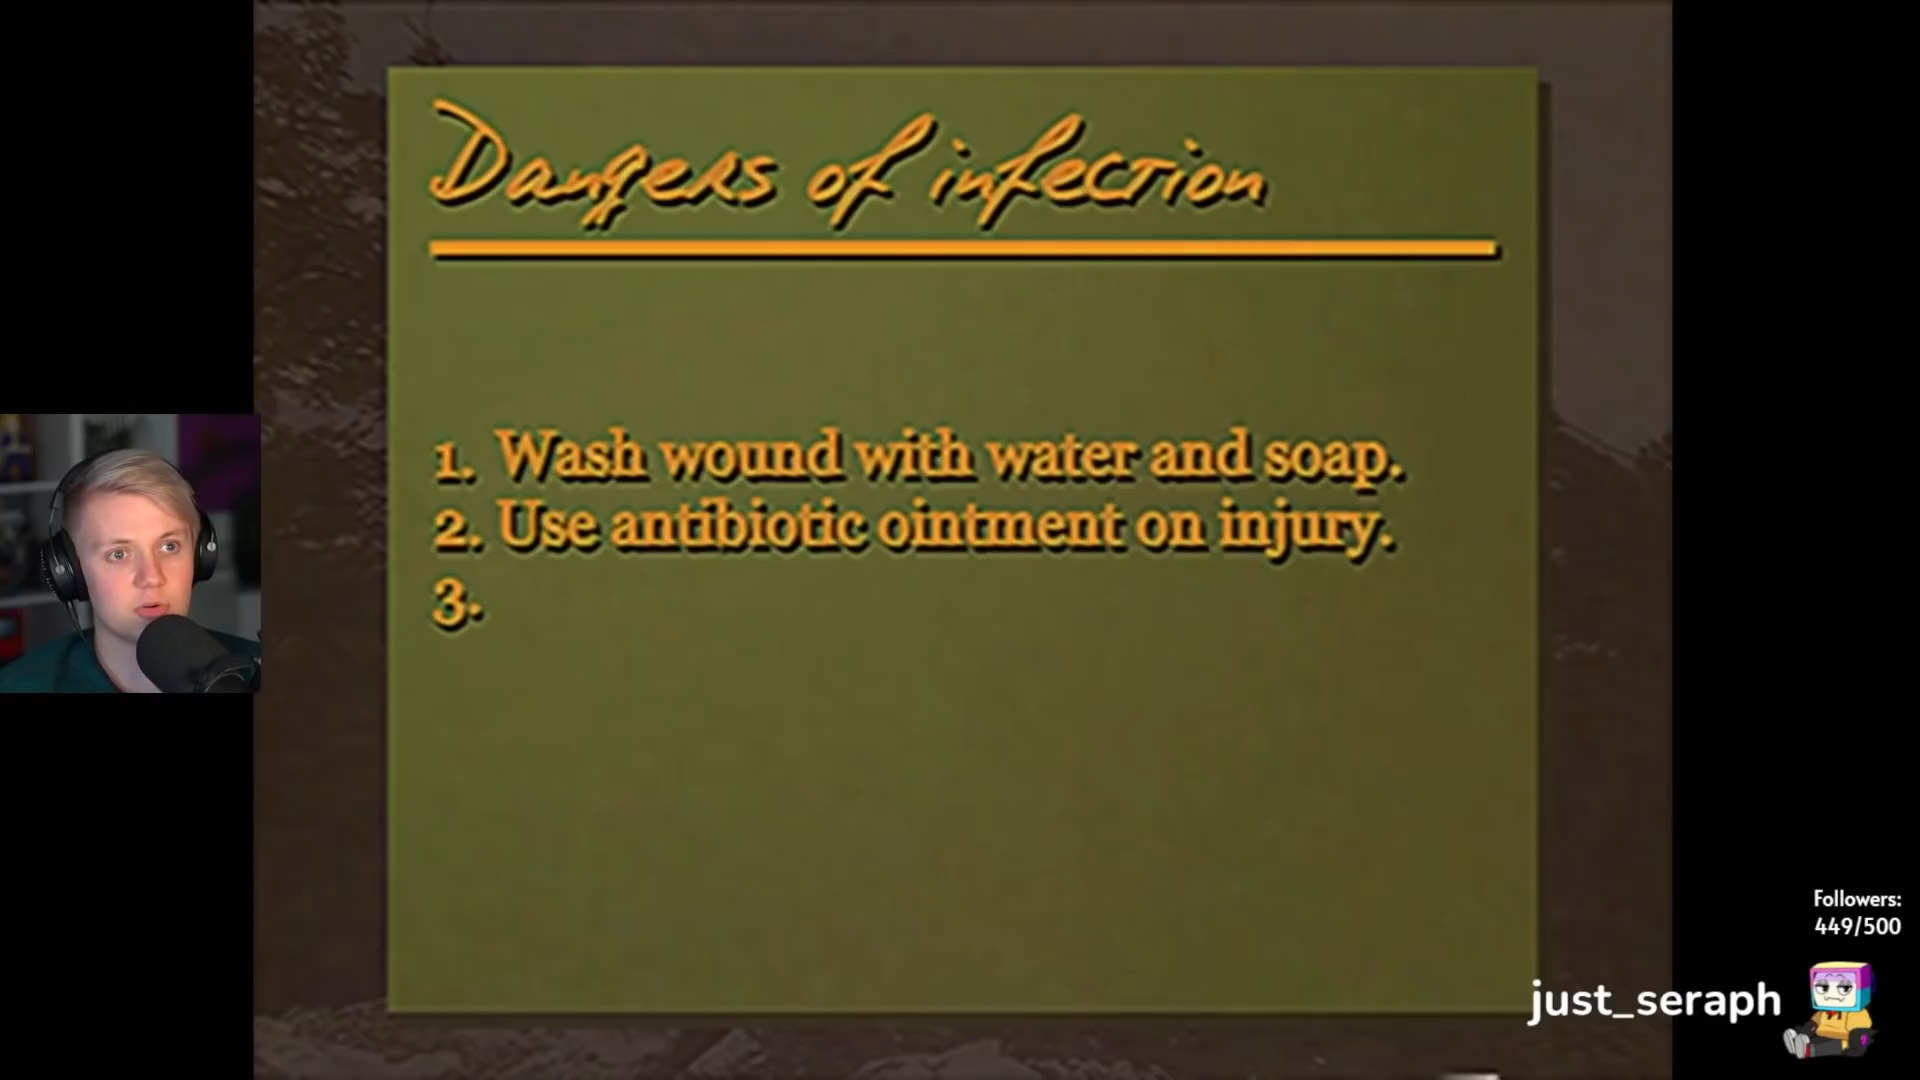 Dangers of infection
1. Wash wound with water and soap.
2. Use antibiotic ointment on injury.
3.
Followers:
449/500
just_seraph